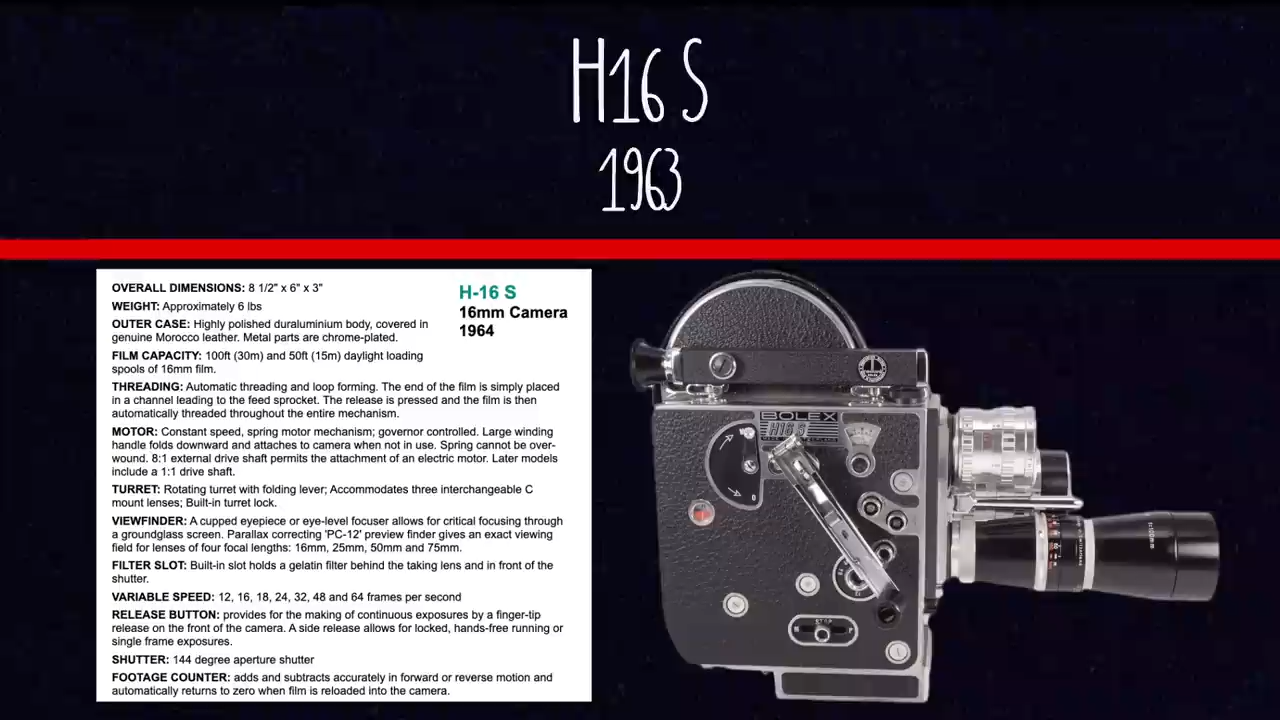 H16 S
1963
OVERALL DIMENSIONS: 8 1/2" x 6" x 3"
WEIGHT: Approximately 6 lbs
OUTER CASE: Highly polished duraluminium body, covered in
genuine Morocco leather. Metal parts are chrome-plated.
FILM CAPACITY: 100ft (30m) and 50ft (15m) daylight loading
spools of 16mm film.
H-16 S
16mm Camera
1964
THREADING: Automatic threading and loop forming. The end of the film is simply placed
in a channel leading to the feed sprocket. The release is pressed and the film is then
automatically threaded throughout the entire mechanism.
MOTOR: Constant speed, spring motor mechanism; governor controlled. Large winding
handle folds downward and attaches to camera when not in use. Spring cannot be over-
wound. 8:1 external drive shaft permits the attachment of an electric motor. Later models
include a 1:1 drive shaft.
TURRET: Rotating turret with folding lever; Accommodates three interchangeable C
mount lenses; Built-in turret lock.
VIEWFINDER: A cupped eyepiece or eye-level focuser allows for critical focusing through
a groundglass screen. Parallax correcting 'PC-12' preview finder gives an exact viewing
field for lenses of four focal lengths: 16mm, 25mm, 50mm and 75mm.
FILTER SLOT: Built-in slot holds a gelatin filter behind the taking lens and in front of the
shutter.
VARIABLE SPEED: 12, 16, 18, 24, 32, 48 and 64 frames per second
RELEASE BUTTON: provides for the making of continuous exposures by a finger-tip
release on the front of the camera. A side release allows for locked, hands-free running or
single frame exposures.
SHUTTER: 144 degree aperture shutter
FOOTAGE COUNTER: adds and subtracts accurately in forward or reverse motion and
automatically returns to zero when film is reloaded into the camera.
BOLEX
H16 S
STOP